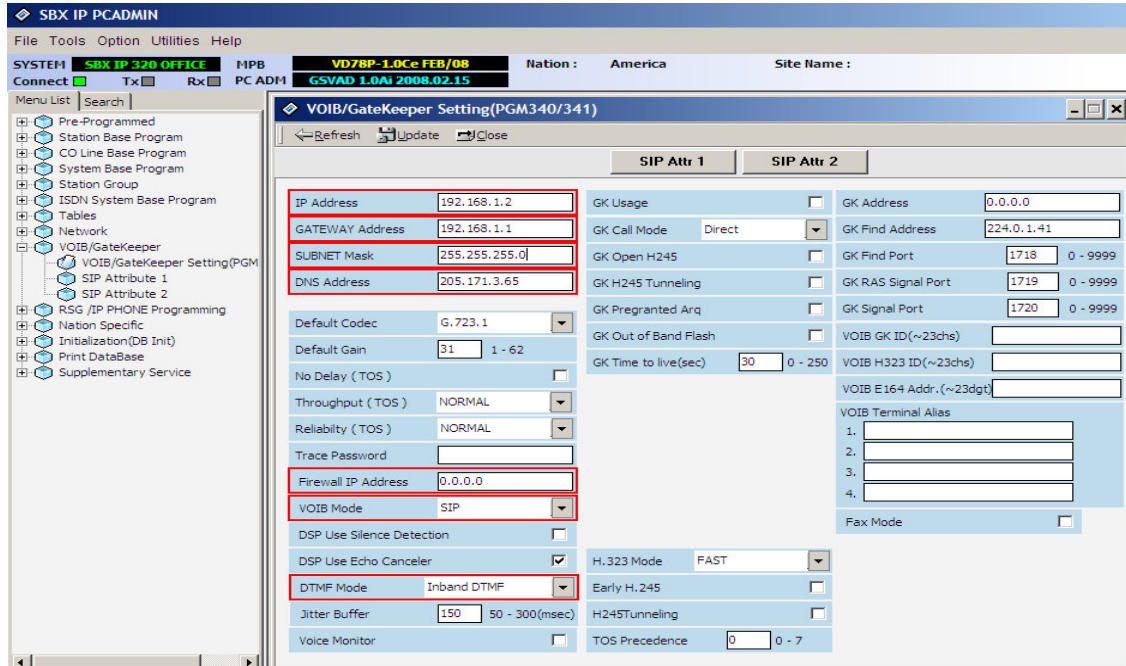 SBX IP PCADMIN
File Tools Option Utilities Help
SYSTEM SBX IP 320 OFFICE MPB VD78P-1.0Ce FEB/08 Nation : America Site Name :
Connect Tx Rx PC ADM GSVAD 1.0Ai 2008.02.15
Menu List Search
Pre-Programmed
Station Base Program
CO Line Base Program
System Base Program
Station Group
ISDN System Base Program
Tables
Network
VOIB/GateKeeper
VOIB/GateKeeper Setting(PGM
SIP Attribute 1
SIP Attribute 2
RSG /IP PHONE Programming
Nation Specific
Initialization(DB Init)
Print DataBase
Supplementary Service
VOIB/GateKeeper Setting(PGM340/341)
Refresh Update Close
SIP Attr 1 SIP Attr 2
IP Address 192.168.1.2
GATEWAY Address 192.168.1.1
SUBNET Mask 255.255.255.0
DNS Address 205.171.3.65
Default Codec G.723.1
Default Gain 31 1 - 62
No Delay ( TOS )
Throughput ( TOS ) NORMAL
Reliabilty ( TOS ) NORMAL
Trace Password
Firewall IP Address 0.0.0.0
VOIB Mode SIP
DSP Use Silence Detection
DSP Use Echo Canceler
DTMF Mode Inband DTMF
Jitter Buffer 150 50 - 300(msec)
Voice Monitor
GK Usage
GK Call Mode Direct
GK Open H245
GK H245 Tunneling
GK Pregranted Arq
GK Out of Band Flash
GK Time to live(sec) 30 0 - 250
H.323 Mode FAST
Early H.245
H245Tunneling
TOS Precedence 0 0 - 7
GK Address 0.0.0.0
GK Find Address 224.0.1.41
GK Find Port 1718 0 - 9999
GK RAS Signal Port 1719 0 - 9999
GK Signal Port 1720 0 - 9999
VOIB GK ID(~23chs)
VOIB H323 ID(~23chs)
VOIB E164 Addr.(~23dgt)
VOIB Terminal Alias
1.
2.
3.
4.
Fax Mode